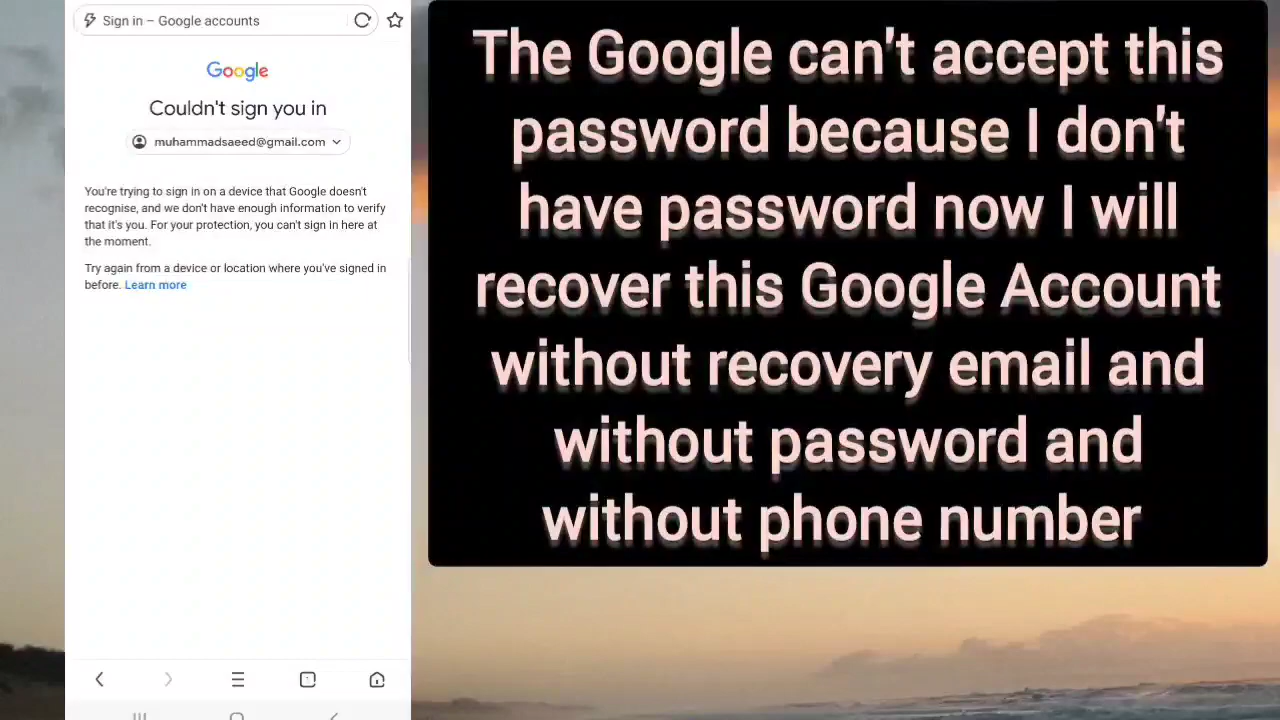 Sign in – Google accounts
Google
Couldn't sign you in
muhammadsaeed@gmail.com
You're trying to sign in on a device that Google doesn't
recognise, and we don't have enough information to verify
that it's you. For your protection, you can't sign in here at
the moment.
Try again from a device or location where you've signed in
before. Learn more
The Google can't accept this
password because I don't
have password now I will
recover this Google Account
without recovery email and
without password and
without phone number